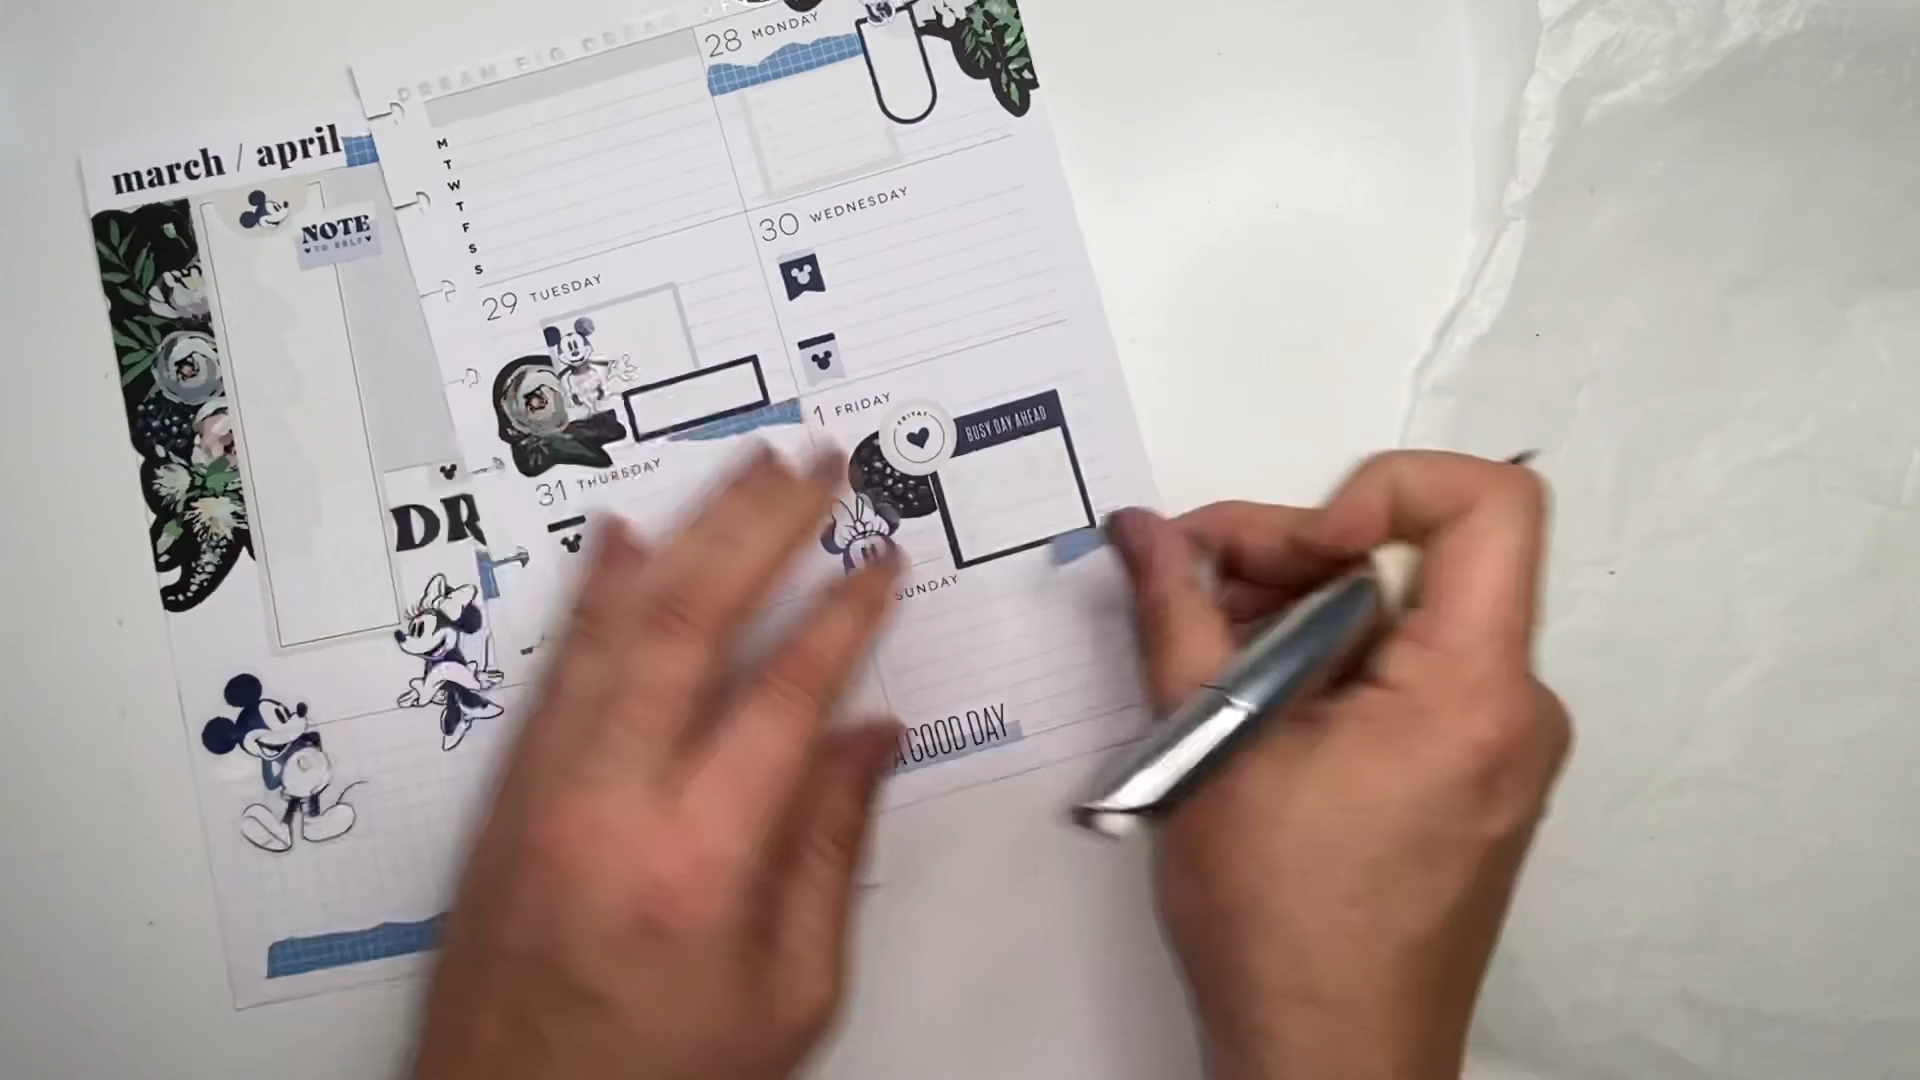 DREAM BIG DREAM
28 MONDAY
march / april
M
T
W
T
F
S
S
NOTE
TO SELF
30 WEDNESDAY
29 TUESDAY
1 FRIDAY
FRIYAY
BUSY DAY AHEAD
31 THURSDAY
DR
SUNDAY
A GOOD DAY